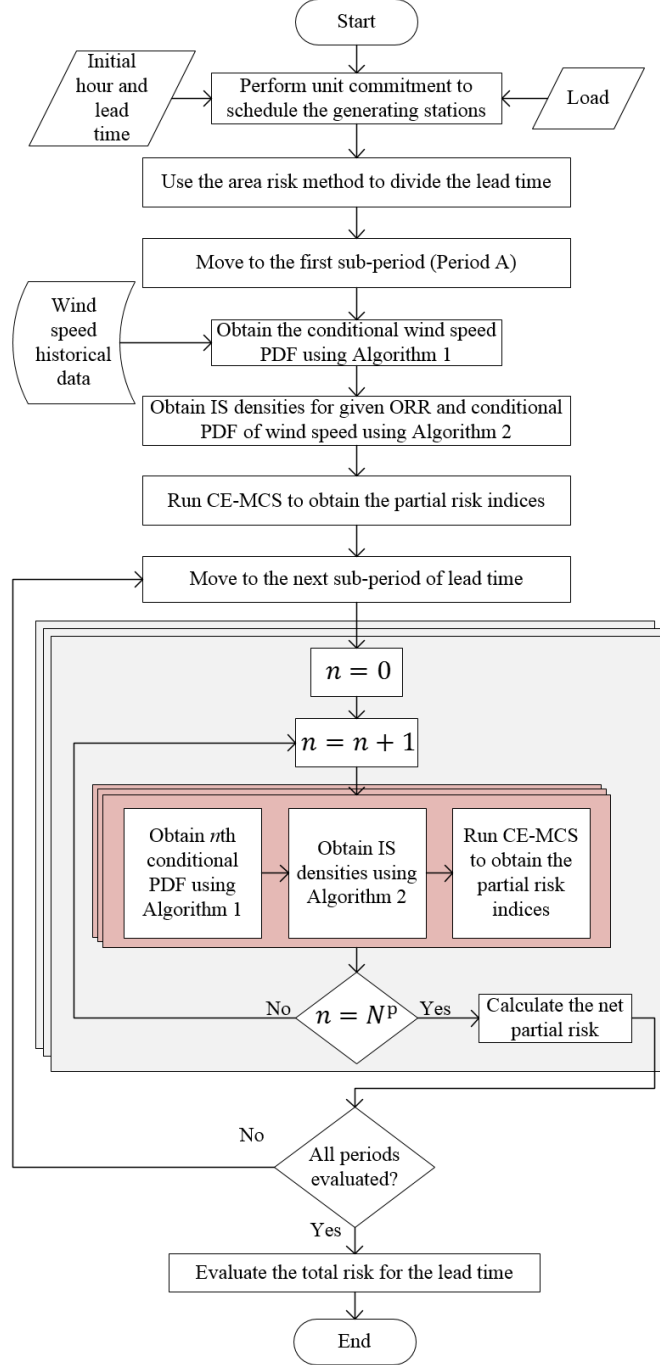 Start
Initial
hour and
lead
time
Perform unit commitment to
schedule the generating stations
Load
Use the area risk method to divide the lead time
Move to the first sub-period (Period A)
Wind
speed
historical
data
Obtain the conditional wind speed
PDF using Algorithm 1
Obtain IS densities for given ORR and conditional
PDF of wind speed using Algorithm 2
Run CE-MCS to obtain the partial risk indices
Move to the next sub-period of lead time
n = 0
n = n + 1
Obtain nth
conditional
PDF using
Algorithm 1
Obtain IS
densities using
Algorithm 2
Run CE-MCS
to obtain the
partial risk
indices
No
n = Nᵖ
Yes
Calculate the net
partial risk
No
All periods
evaluated?
Yes
Evaluate the total risk for the lead time
End